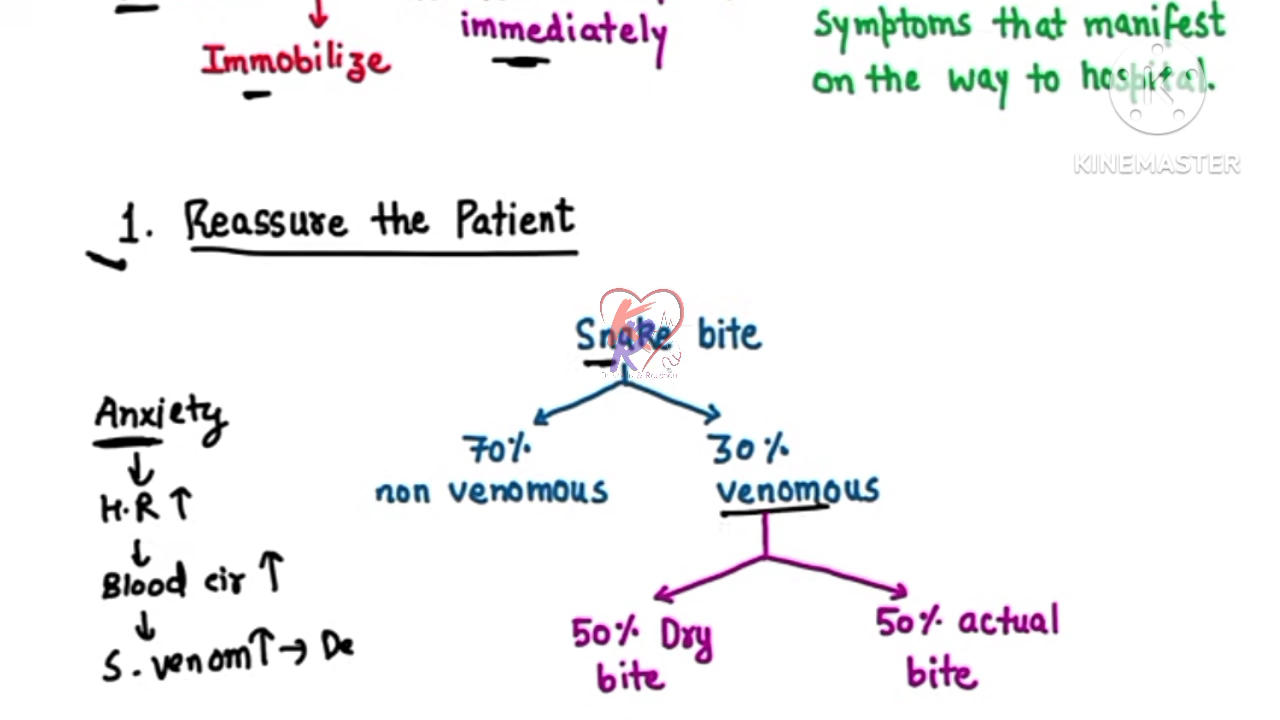 immediately
Immobilize
Symptoms that manifest
on the way to hospital.
KINEMASTER
1. Reassure the Patient
Snake bite
Anxiety
↓
H.R ↑
↓
Blood cir ↑
↓
S. venom↑ → De
70%
non venomous
30%
venomous
50% Dry
bite
50% actual
bite